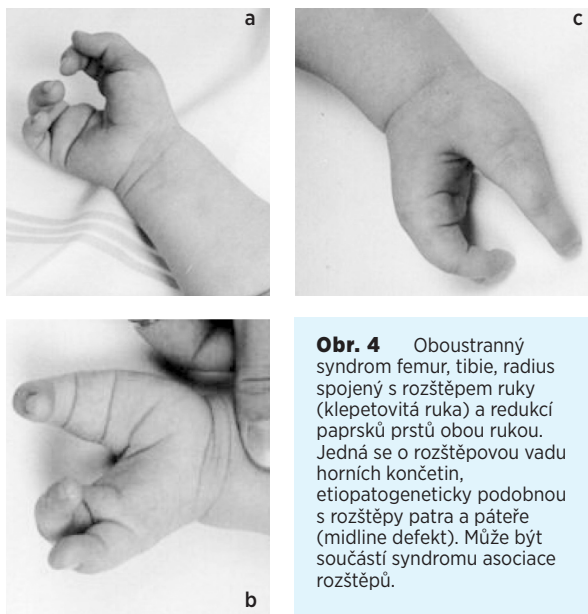 a
c
b
Obr. 4 Oboustranný
syndrom femur, tibie, radius
spojený s rozštěpem ruky
(klepetovitá ruka) a redukcí
paprsků prstů obou rukou.
Jedná se o rozštěpovou vadu
horních končetin,
etiopatogeneticky podobnou
s rozštěpy patra a páteře
(midline defekt). Může být
součástí syndromu asociace
rozštěpů.